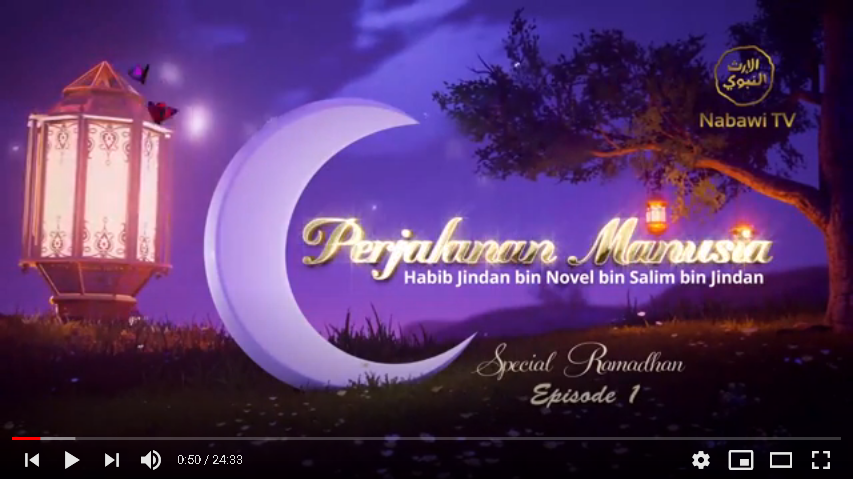 الإرث
النبوي
Nabawi TV
Perjalanan Manusia
Habib Jindan bin Novel bin Salim bin Jindan
Special Ramadhan
Episode 1
0:50 / 24:33